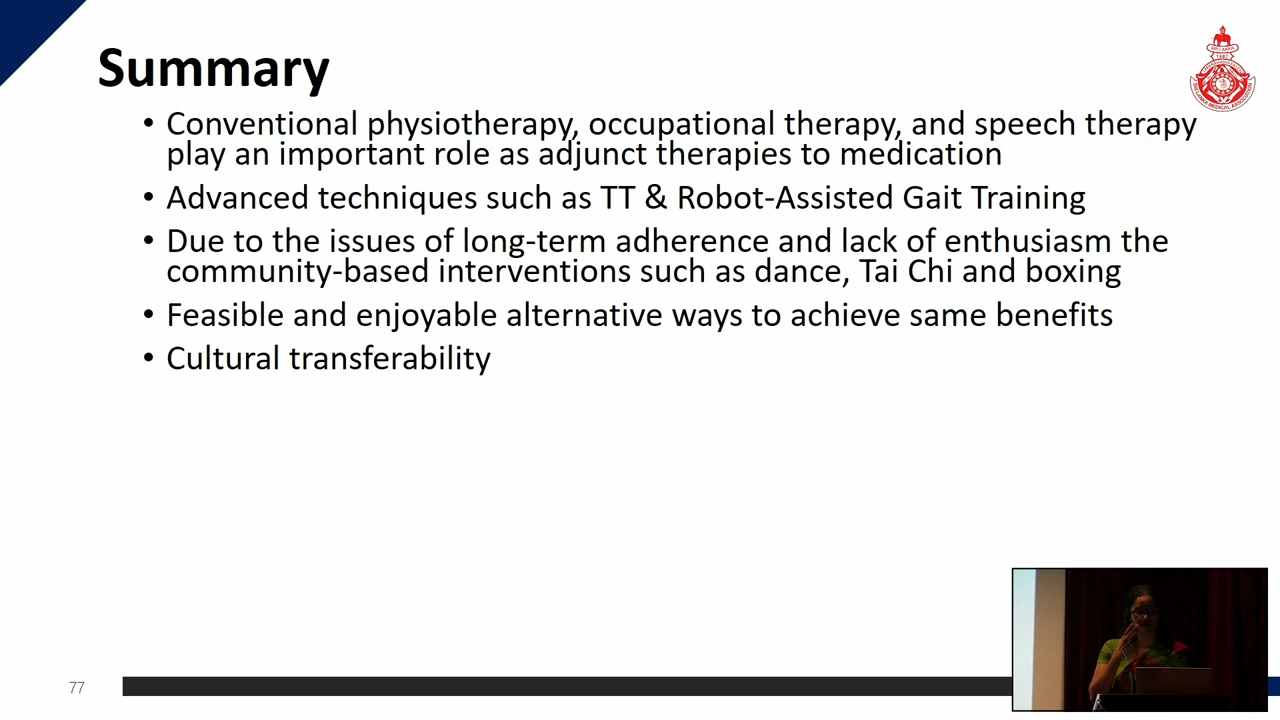 Summary
• Conventional physiotherapy, occupational therapy, and speech therapy
play an important role as adjunct therapies to medication
• Advanced techniques such as TT & Robot-Assisted Gait Training
• Due to the issues of long-term adherence and lack of enthusiasm the
community-based interventions such as dance, Tai Chi and boxing
• Feasible and enjoyable alternative ways to achieve same benefits
• Cultural transferability
77